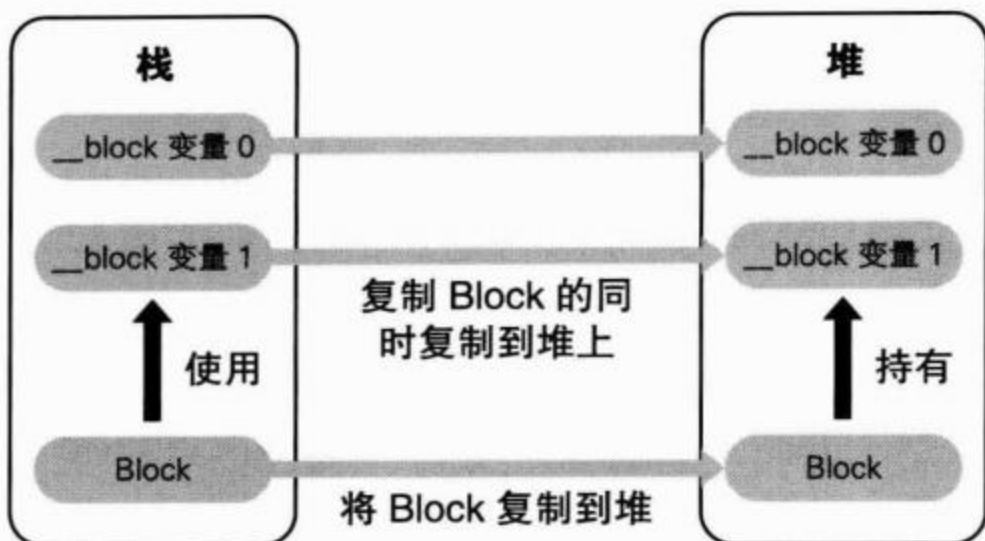 栈
堆
__block 变量 0
__block 变量 0
__block 变量 1
__block 变量 1
复制 Block 的同
时复制到堆上
使用
持有
Block
Block
将 Block 复制到堆